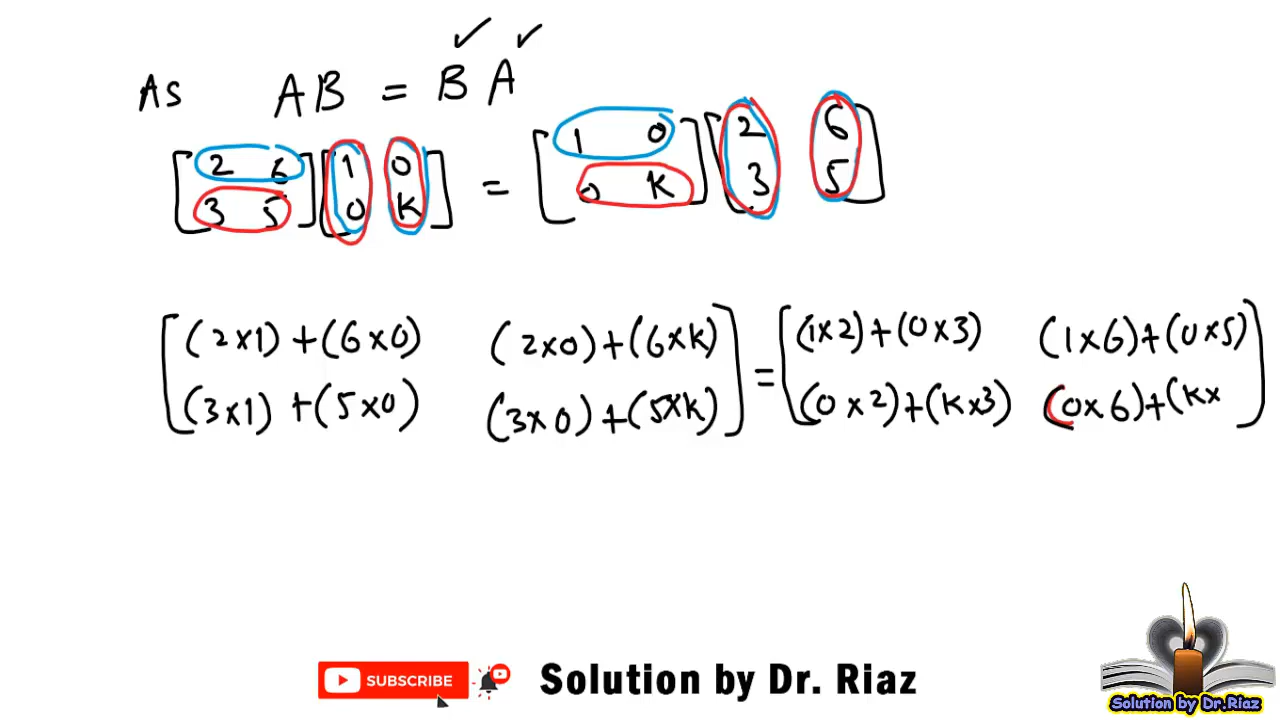 As AB = BA
[2 6 [1 0 = [1 0 [2 6
3 5] 0 K] 0 K] 3 5]
[(2×1)+(6×0) (2×0)+(6×K) = [(1×2)+(0×3) (1×6)+(0×5)
(3×1)+(5×0) (3×0)+(5×K)] (0×2)+(K×3) (0×6)+(K×]
SUBSCRIBE Solution by Dr. Riaz
Solution by Dr.Riaz